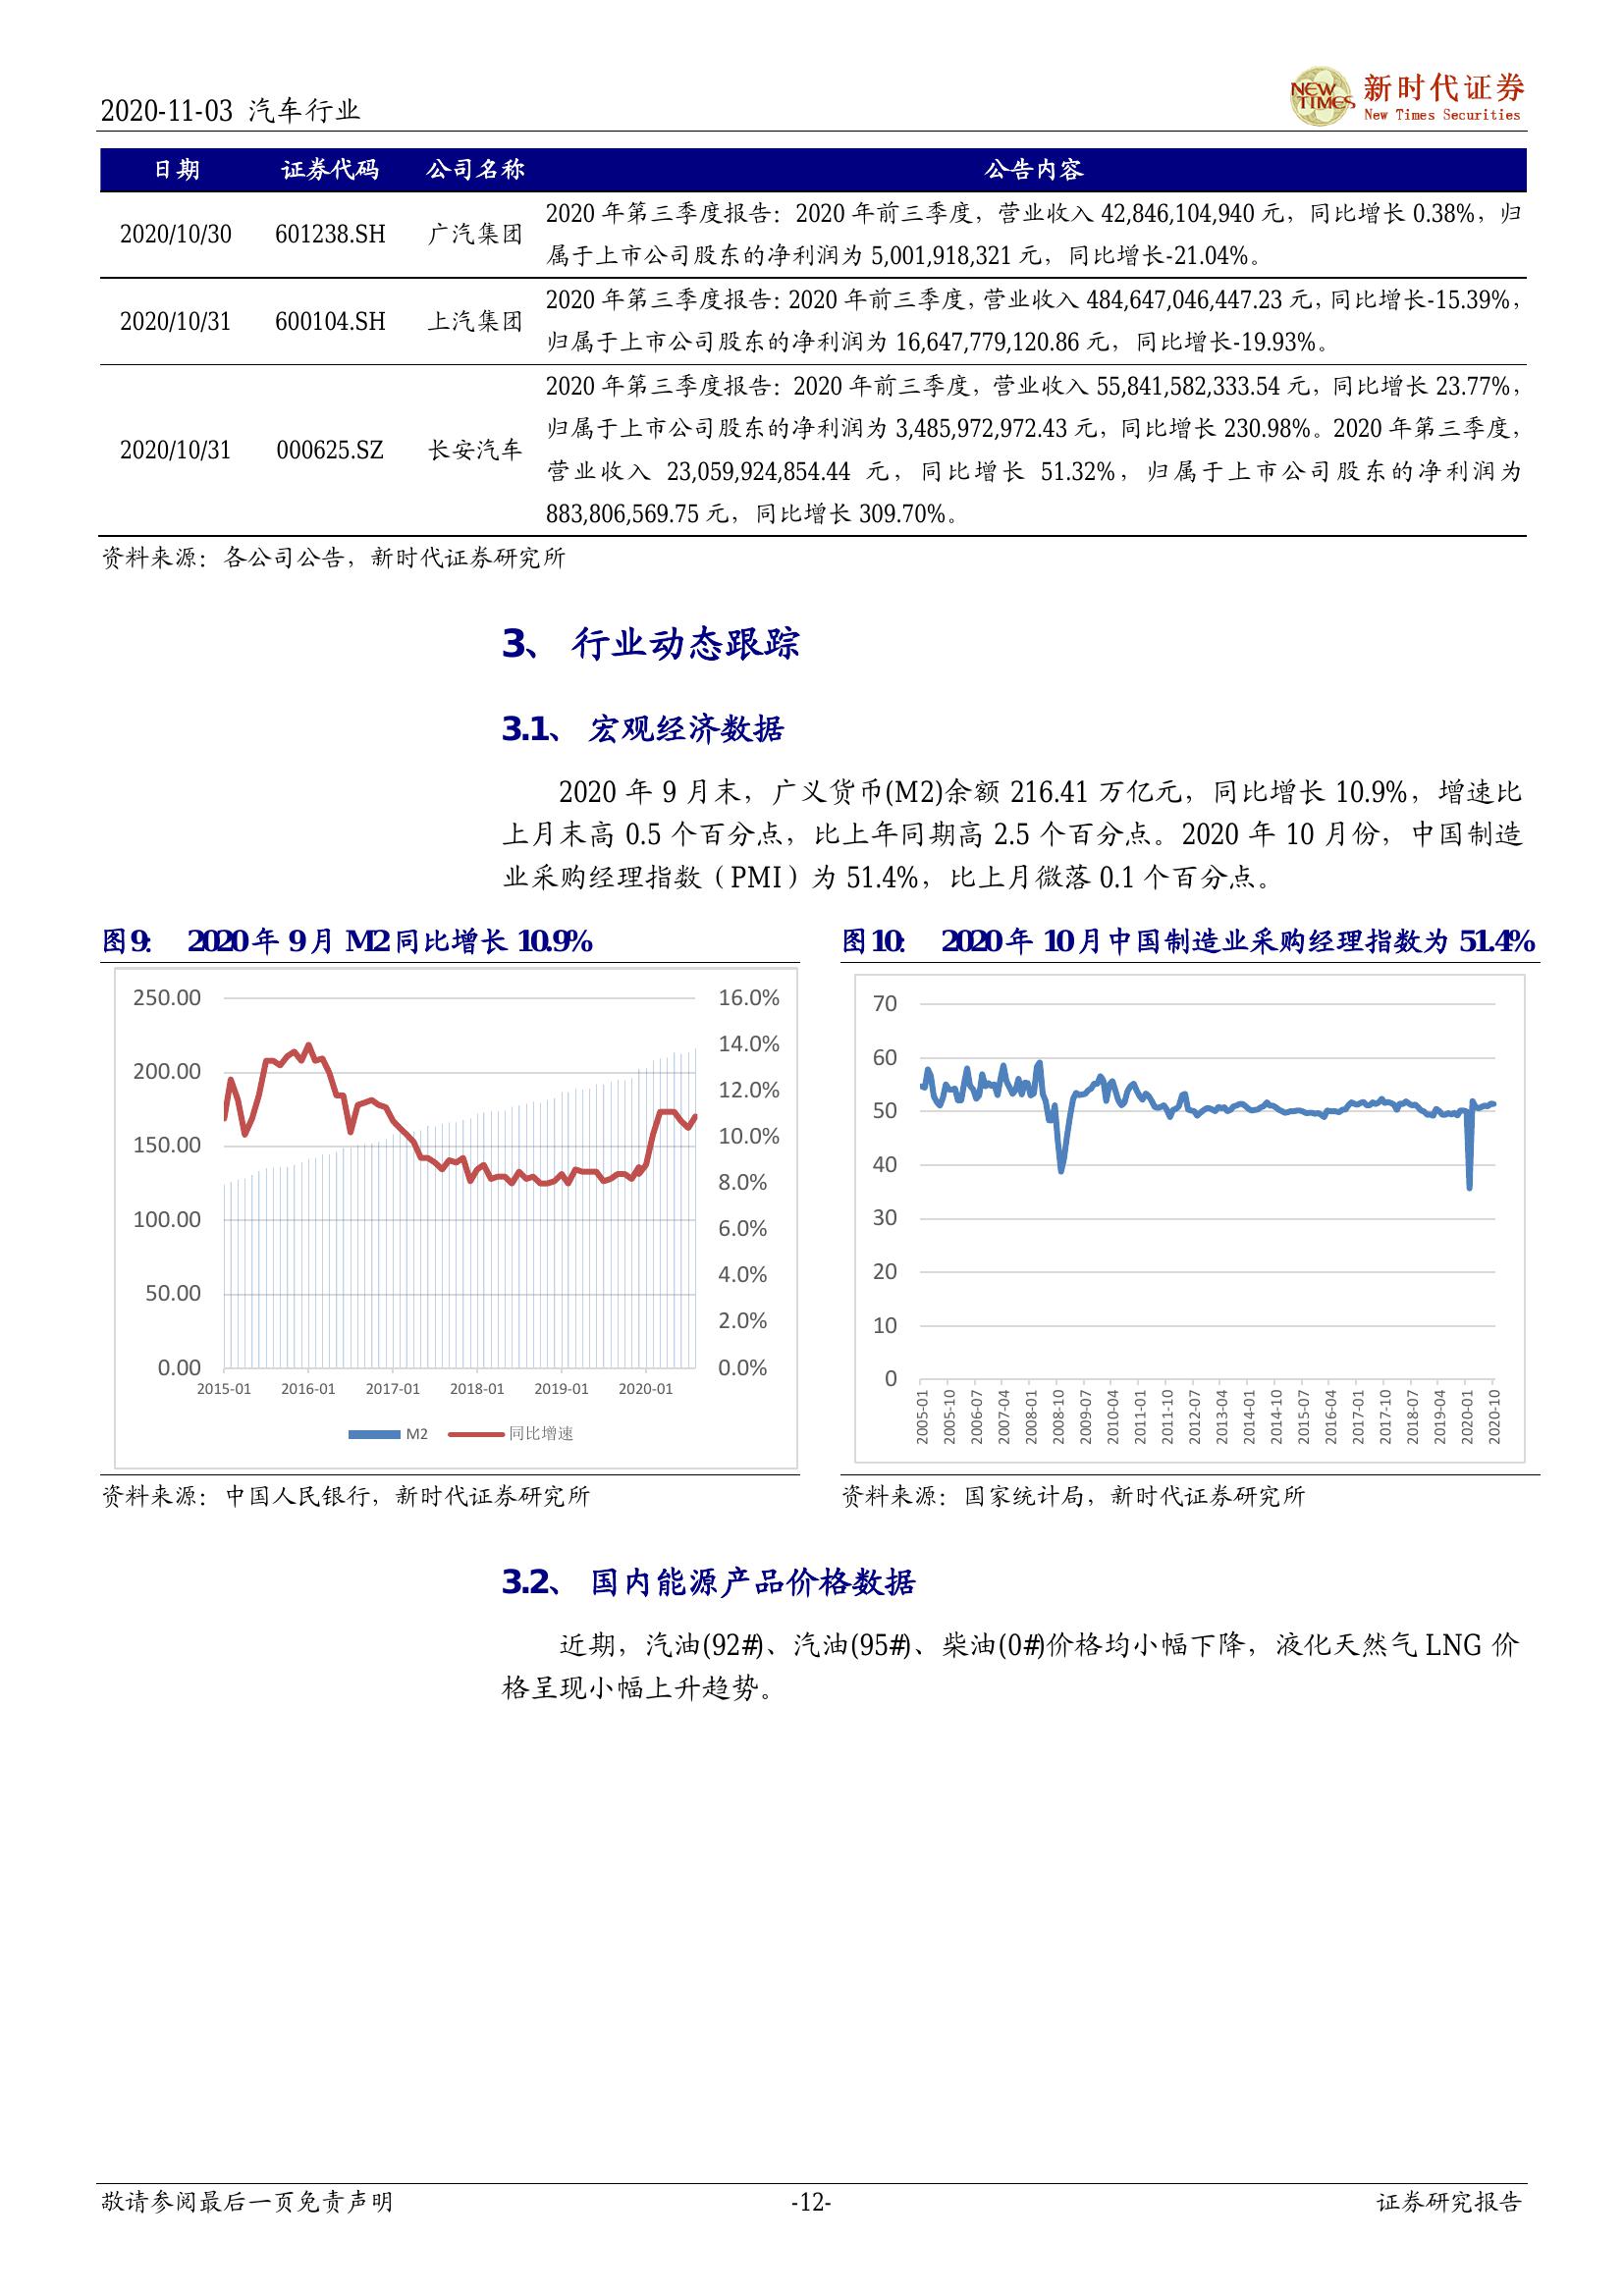 2020-11-03 汽车行业
NEW TIMES 新时代证券
New Times Securities
日期 证券代码 公司名称 公告内容
2020/10/30 601238.SH 广汽集团
2020 年第三季度报告：2020 年前三季度，营业收入 42,846,104,940 元，同比增长 0.38%，归
属于上市公司股东的净利润为 5,001,918,321 元，同比增长-21.04%。
2020/10/31 600104.SH 上汽集团
2020 年第三季度报告：2020 年前三季度，营业收入 484,647,046,447.23 元，同比增长-15.39%，
归属于上市公司股东的净利润为 16,647,779,120.86 元，同比增长-19.93%。
2020/10/31 000625.SZ 长安汽车
2020 年第三季度报告：2020 年前三季度，营业收入 55,841,582,333.54 元，同比增长 23.77%，
归属于上市公司股东的净利润为 3,485,972,972.43 元，同比增长 230.98%。2020 年第三季度，
营业收入 23,059,924,854.44 元，同比增长 51.32%，归属于上市公司股东的净利润为
883,806,569.75 元，同比增长 309.70%。
资料来源：各公司公告，新时代证券研究所
3、 行业动态跟踪
3.1、 宏观经济数据
2020 年 9 月末，广义货币(M2)余额 216.41 万亿元，同比增长 10.9%，增速比
上月末高 0.5 个百分点，比上年同期高 2.5 个百分点。2020 年 10 月份，中国制造
业采购经理指数（PMI）为 51.4%，比上月微落 0.1 个百分点。
图 9： 2020 年 9 月 M2 同比增长 10.9%
250.00
200.00
150.00
100.00
50.00
0.00
16.0%
14.0%
12.0%
10.0%
8.0%
6.0%
4.0%
2.0%
0.0%
2015-01 2016-01 2017-01 2018-01 2019-01 2020-01
M2 同比增速
资料来源：中国人民银行，新时代证券研究所
图 10： 2020 年 10 月中国制造业采购经理指数为 51.4%
70
60
50
40
30
20
10
0
2005-01 2005-10 2006-07 2007-04 2008-01 2008-10 2009-07 2010-04 2011-01 2011-10 2012-07 2013-04 2014-01 2014-10 2015-07 2016-04 2017-01 2017-10 2018-07 2019-04 2020-01 2020-10
资料来源：国家统计局，新时代证券研究所
3.2、 国内能源产品价格数据
近期，汽油(92#)、汽油(95#)、柴油(0#)价格均小幅下降，液化天然气 LNG 价
格呈现小幅上升趋势。
敬请参阅最后一页免责声明 -12- 证券研究报告